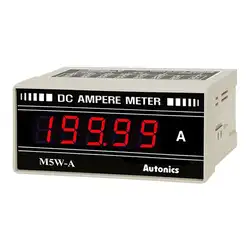 DC AMPERE METER
199.99 A
M5W-A Autonics